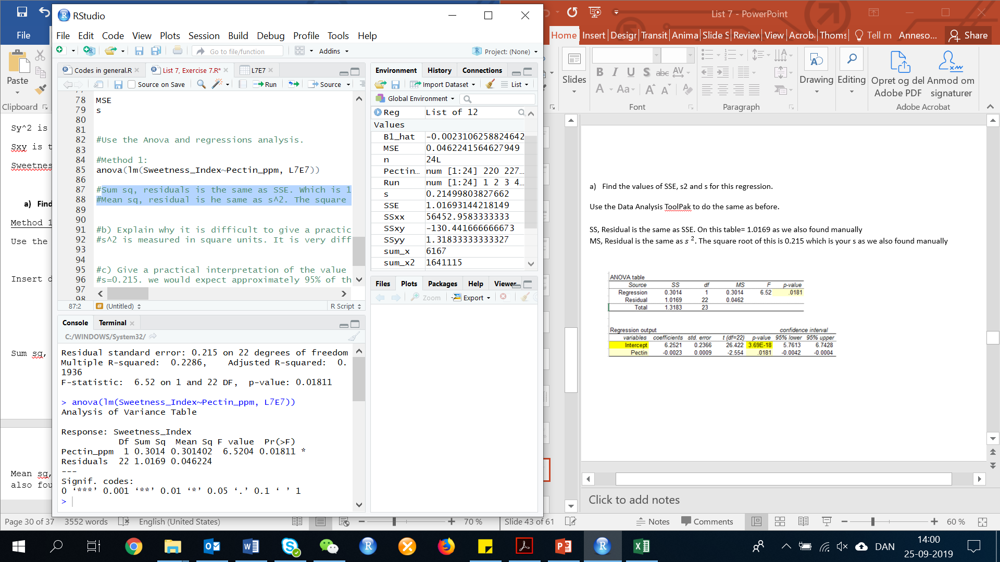 RStudio
File Edit Code View Plots Session Build Debug Profile Tools Help
Go to file/function
Addins
Project: (None)
Codes in general.R
List 7, Exercise 7.R*
L7E7
Source on Save
Run
Source
78 MSE
79 s
80
81
82 #Use the Anova and regressions analysis.
83
84 #Method 1:
85 anova(lm(Sweetness_Index~Pectin_ppm, L7E7))
86
87 #Sum sq, residuals is the same as SSE. Which is 1
88 #Mean sq, residual is he same as s^2. The square
89
90
91 #b) Explain why it is difficult to give a practic
92 #s^2 is measured in square units. It is very diff
93
94
95 #c) Give a practical interpretation of the value
96 #s=0.215. we would expect approximately 95% of th
97
98
87:2 (Untitled) R Script
Console Terminal
C:/WINDOWS/System32/
Residual standard error: 0.215 on 22 degrees of freedom
Multiple R-squared: 0.2286, Adjusted R-squared: 0.
1936
F-statistic: 6.52 on 1 and 22 DF, p-value: 0.01811
> anova(lm(Sweetness_Index~Pectin_ppm, L7E7))
Analysis of Variance Table
Response: Sweetness_Index
Df Sum Sq Mean Sq F value Pr(>F)
Pectin_ppm 1 0.3014 0.301402 6.5204 0.01811 *
Residuals 22 1.0169 0.046224
---
Signif. codes:
0 ‘***’ 0.001 ‘**’ 0.01 ‘*’ 0.05 ‘.’ 0.1 ‘ ’ 1
>
Environment History Connections
Import Dataset List
Global Environment
Reg List of 12
Values
B1_hat -0.0023106258824642
MSE 0.0462241564627949
n 24L
Pectin… num [1:24] 220 227…
Run num [1:24] 1 2 3 4…
s 0.21499803827662
SSE 1.01693144218149
SSxx 56452.9583333333
SSxy -130.441666666673
SSyy 1.31833333333327
sum_x 6167
sum_x2 1641115
Files Plots Packages Help Viewer
Zoom Export
File
Paste
Clipboard
Sy^2 is
Sxy is t
Sweetnes
a) Find
Method 1
Use the
Insert d
Sum sq,
Mean sq,
also fou
Page 30 of 37 3552 words English (United States) 70 %
List 7 - PowerPoint
Home Insert Design Transit Anima Slide S Review View Acrob Thoms Tell m Anneso... Share
Slides
Drawing
Editing
Opret og del
Adobe PDF
Anmod om
signaturer
Font Paragraph Adobe Acrobat
a) Find the values of SSE, s2 and s for this regression.
Use the Data Analysis ToolPak to do the same as before.
SS, Residual is the same as SSE. On this table= 1.0169 as we also found manually
MS, Residual is the same as s ². The square root of this is 0.215 which is your s as we also found manually
ANOVA table
Source SS df MS F p-value
Regression 0.3014 1 0.3014 6.52 .0181
Residual 1.0169 22 0.0462
Total 1.3183 23
Regression output confidence interval
variables coefficients std. error t (df=22) p-value 95% lower 95% upper
Intercept 6.2521 0.2366 26.422 3.69E-18 5.7613 6.7428
Pectin -0.0023 0.0009 -2.554 .0181 -0.0042 -0.0004
Click to add notes
Slide 43 of 61 Notes Comments 60 %
DAN
14:00
25-09-2019